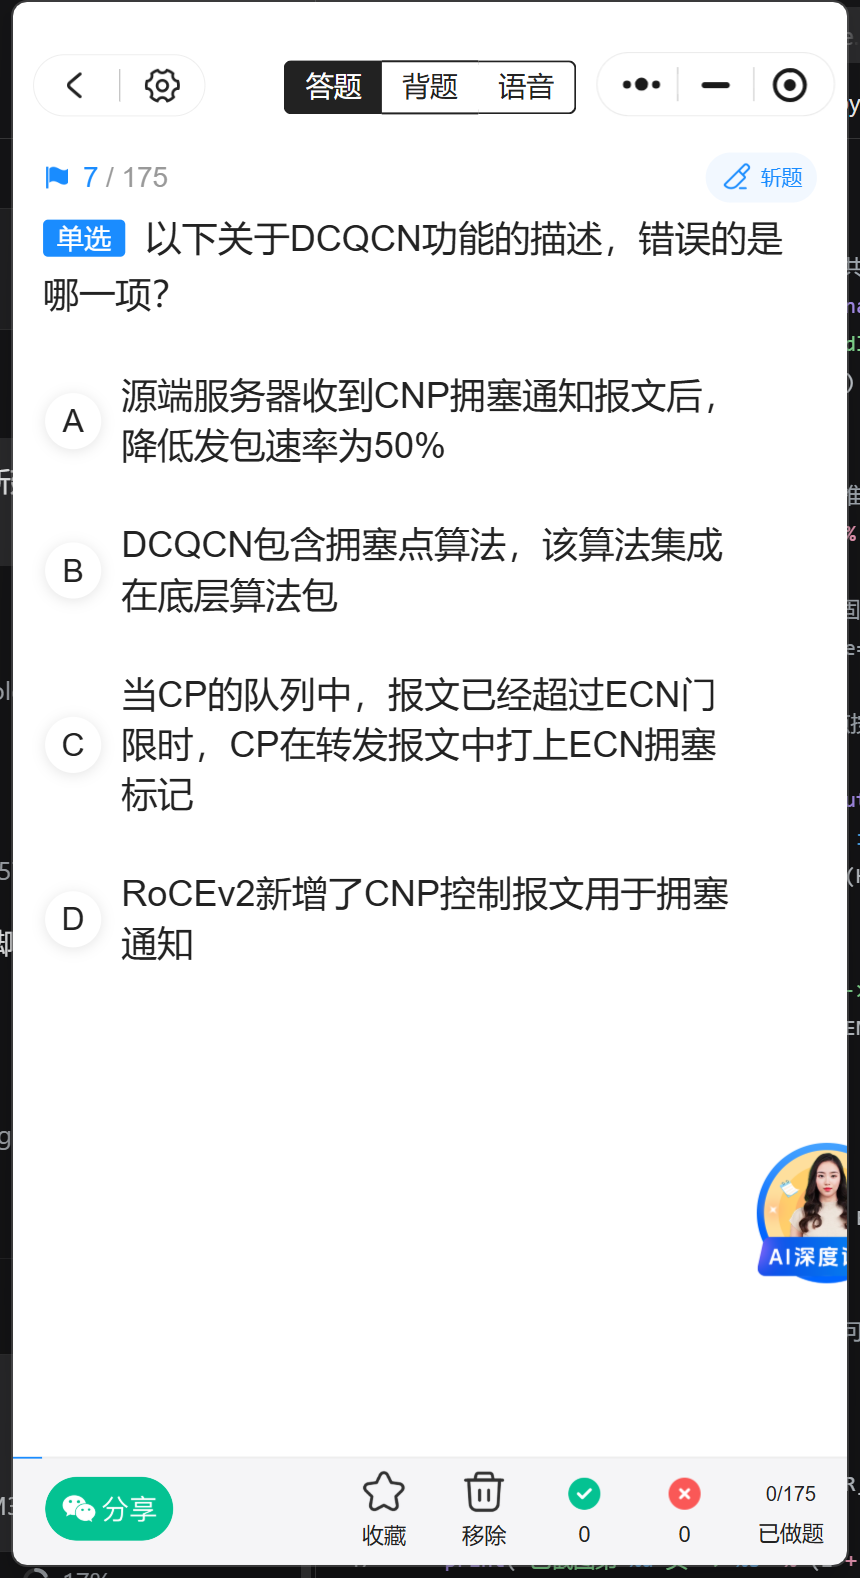 答题 背题 语音
7 / 175
斩题
单选 以下关于DCQCN功能的描述，错误的是
哪一项？
A
源端服务器收到CNP拥塞通知报文后，
降低发包速率为50%
B
DCQCN包含拥塞点算法，该算法集成
在底层算法包
C
当CP的队列中，报文已经超过ECN门
限时，CP在转发报文中打上ECN拥塞
标记
D
RoCEv2新增了CNP控制报文用于拥塞
通知
AI深度
分享
收藏
移除
0
0
0/175
已做题
17%